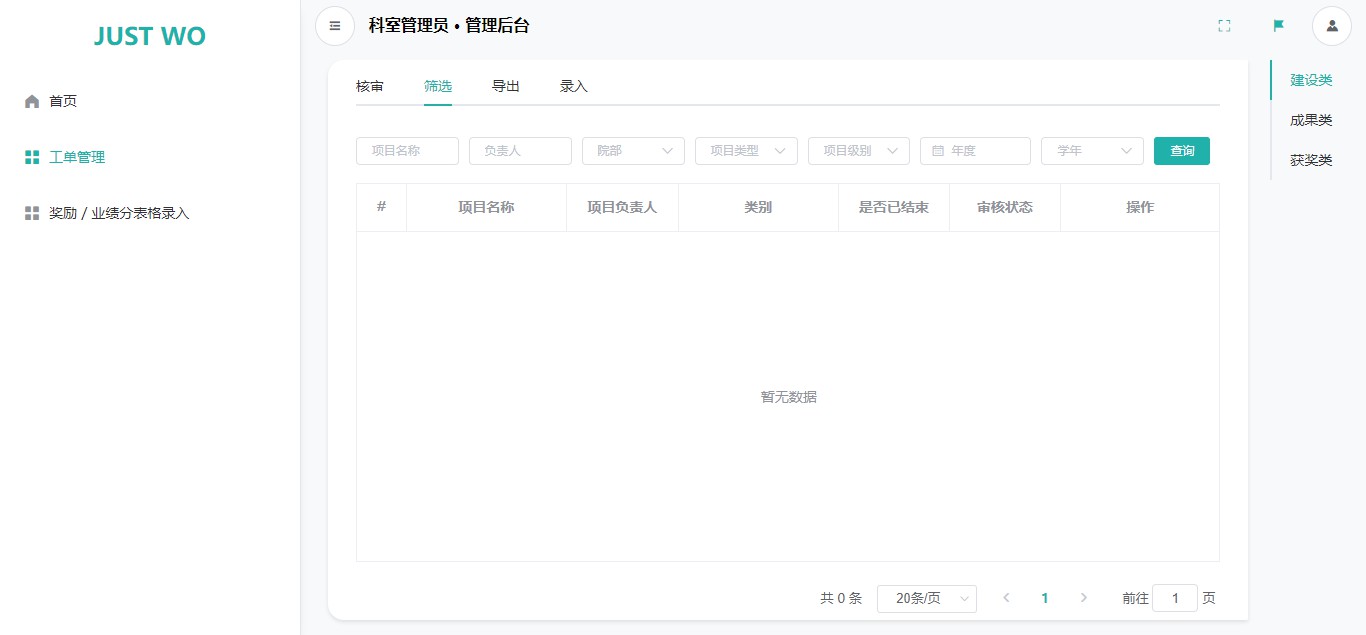 JUST WO
首页
工单管理
奖励 / 业绩分表格录入
科室管理员 • 管理后台
核审 筛选 导出 录入
项目名称 负责人 院部 项目类型 项目级别 年度 学年 查询
# 项目名称 项目负责人 类别 是否已结束 审核状态 操作
暂无数据
共 0 条 20条/页 1 前往 1 页
建设类
成果类
获奖类